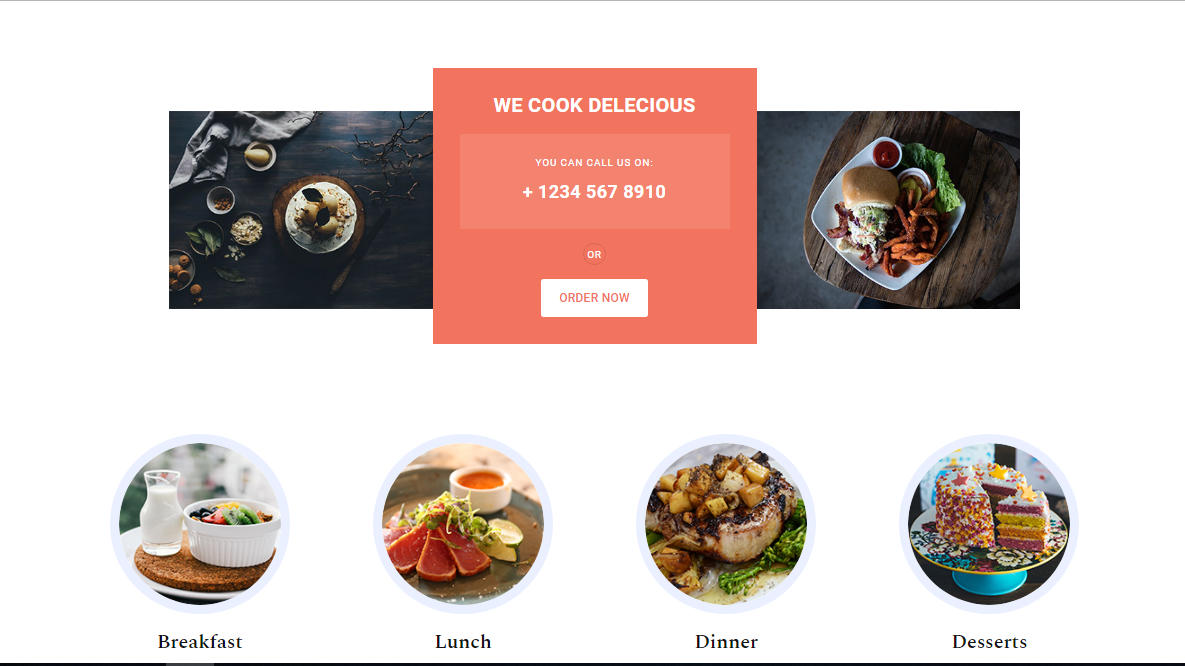 WE COOK DELECIOUS
YOU CAN CALL US ON:
+ 1234 567 8910
OR
ORDER NOW
Breakfast
Lunch
Dinner
Desserts